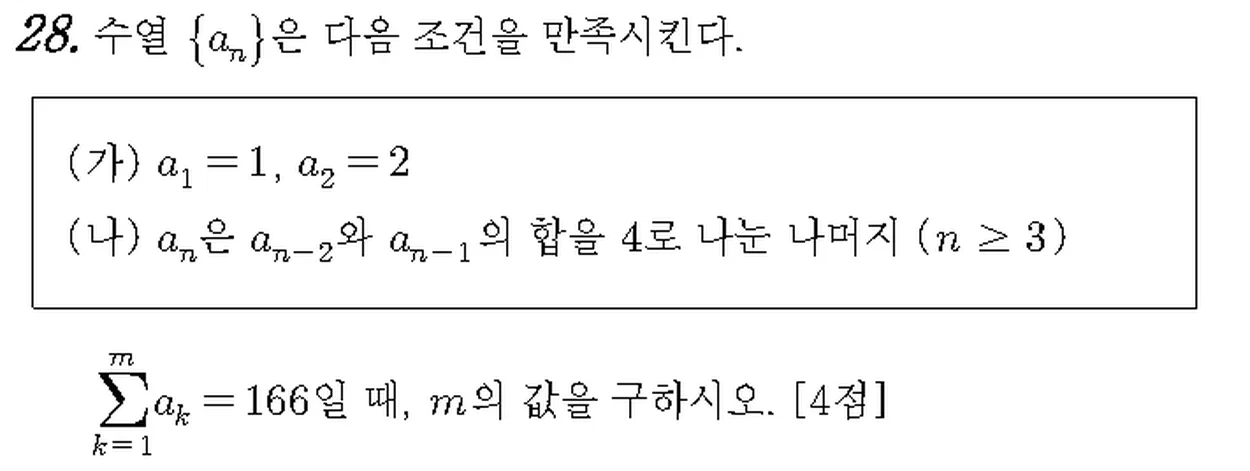 28. 수열 {aₙ}은 다음 조건을 만족시킨다.
(가) a₁ = 1, a₂ = 2
(나) aₙ은 aₙ₋₂와 aₙ₋₁의 합을 4로 나눈 나머지 (n ≥ 3)
∑_{k=1}^{m} aₖ = 166일 때, m의 값을 구하시오. [4점]